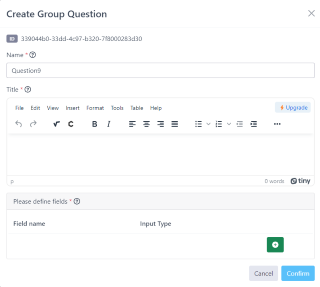 Create Group Question
ID 339044b0-33dd-4c97-b320-7f8000283d30
Name *
Question9
Title *
File Edit View Insert Format Tools Table Help Upgrade
B I
p 0 words tiny
Please define fields *
Field name Input Type
Cancel Confirm